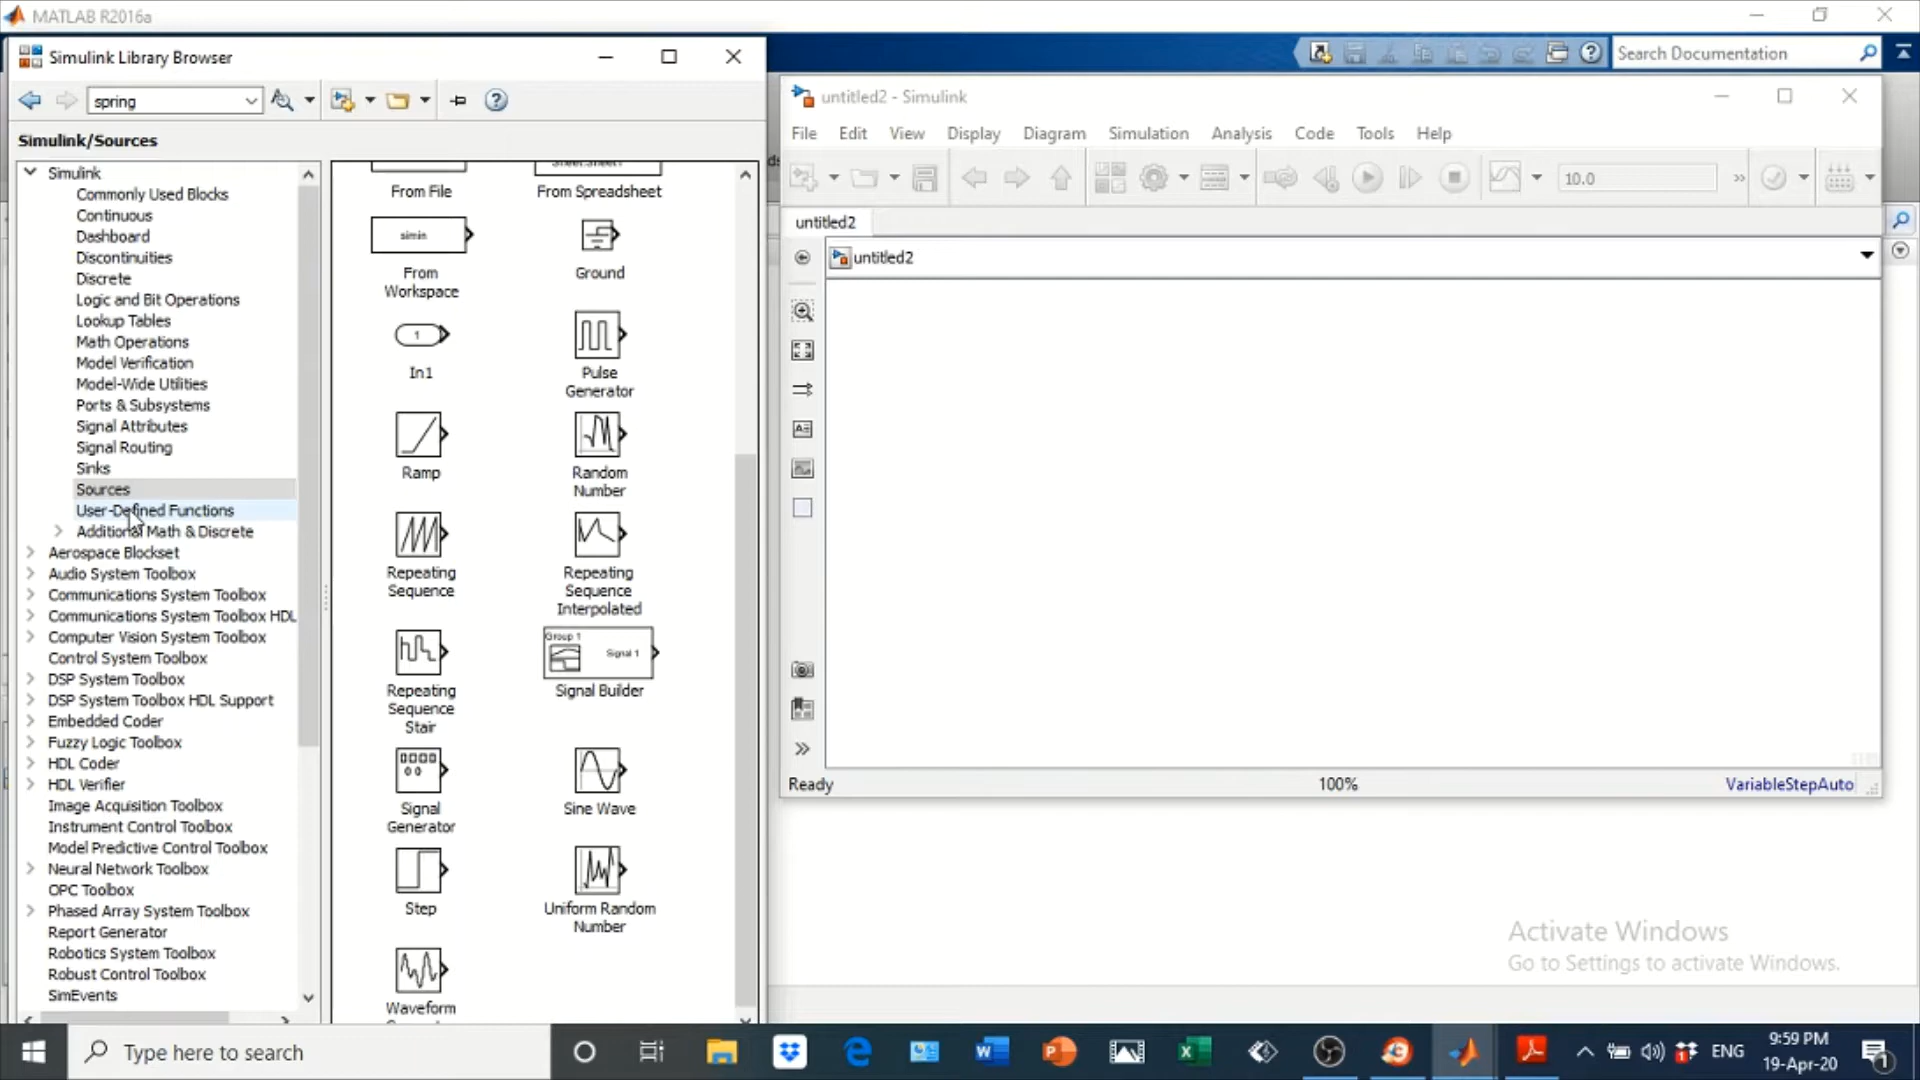 MATLAB R2016a
Simulink Library Browser
spring
Simulink/Sources
Simulink
Commonly Used Blocks
Continuous
Dashboard
Discontinuities
Discrete
Logic and Bit Operations
Lookup Tables
Math Operations
Model Verification
Model-Wide Utilities
Ports & Subsystems
Signal Attributes
Signal Routing
Sinks
Sources
User-Defined Functions
Additional Math & Discrete
Aerospace Blockset
Audio System Toolbox
Communications System Toolbox
Communications System Toolbox HDL
Computer Vision System Toolbox
Control System Toolbox
DSP System Toolbox
DSP System Toolbox HDL Support
Embedded Coder
Fuzzy Logic Toolbox
HDL Coder
HDL Verifier
Image Acquisition Toolbox
Instrument Control Toolbox
Model Predictive Control Toolbox
Neural Network Toolbox
OPC Toolbox
Phased Array System Toolbox
Report Generator
Robotics System Toolbox
Robust Control Toolbox
SimEvents
From File
From Spreadsheet
simin
From
Workspace
Ground
1
In1
Pulse
Generator
Ramp
Random
Number
Repeating
Sequence
Repeating
Sequence
Interpolated
Repeating
Sequence
Stair
Group 1
Signal 1
Signal Builder
Signal
Generator
Sine Wave
Step
Uniform Random
Number
Waveform
Search Documentation
untitled2 - Simulink
File Edit View Display Diagram Simulation Analysis Code Tools Help
10.0
untitled2
untitled2
Ready
100%
VariableStepAuto
Activate Windows
Go to Settings to activate Windows.
Type here to search
ENG
9:59 PM
19-Apr-20
1